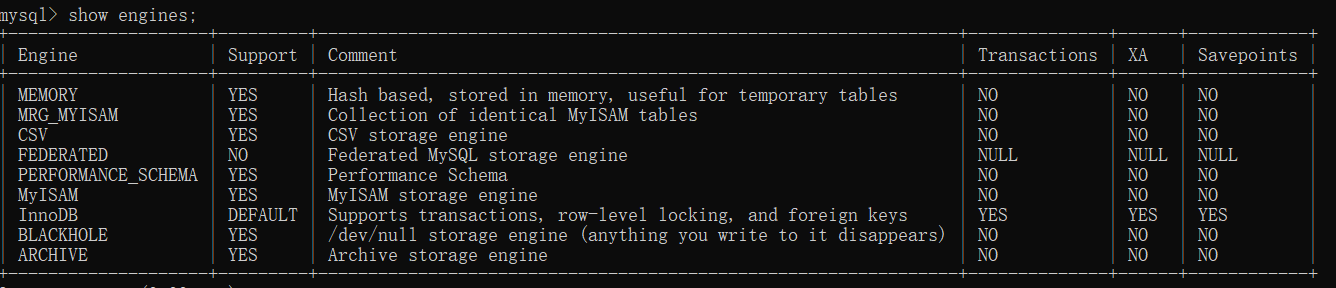 mysql> show engines;
Engine | Support | Comment | Transactions | XA | Savepoints
MEMORY | YES | Hash based, stored in memory, useful for temporary tables | NO | NO | NO
MRG_MYISAM | YES | Collection of identical MyISAM tables | NO | NO | NO
CSV | YES | CSV storage engine | NO | NO | NO
FEDERATED | NO | Federated MySQL storage engine | NULL | NULL | NULL
PERFORMANCE_SCHEMA | YES | Performance Schema | NO | NO | NO
MyISAM | YES | MyISAM storage engine | NO | NO | NO
InnoDB | DEFAULT | Supports transactions, row-level locking, and foreign keys | YES | YES | YES
BLACKHOLE | YES | /dev/null storage engine (anything you write to it disappears) | NO | NO | NO
ARCHIVE | YES | Archive storage engine | NO | NO | NO